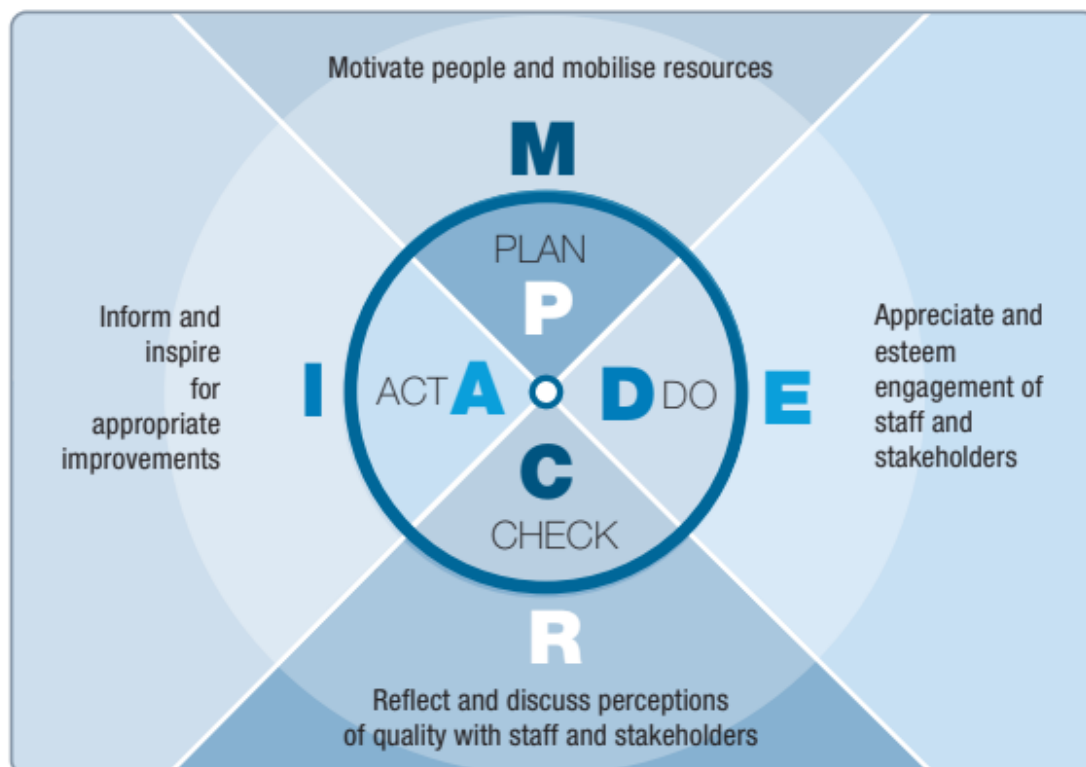 Motivate people and mobilise resources
M
PLAN
P
Inform and
inspire
for
appropriate
improvements
I
ACT A
D DO
E
Appreciate and
esteem
engagement of
staff and
stakeholders
C
CHECK
R
Reflect and discuss perceptions
of quality with staff and stakeholders